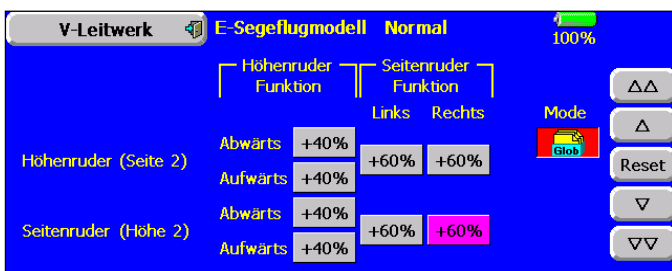 V-Leitwerk E-Segeflugmodell Normal 100%
Höhenruder Funktion
Seitenruder Funktion
Links Rechts
Mode
Glob
Höhenruder (Seite 2)
Abwärts +40%
Aufwärts +40%
+60% +60%
Seitenruder (Höhe 2)
Abwärts +40%
Aufwärts +40%
+60% +60%
Reset